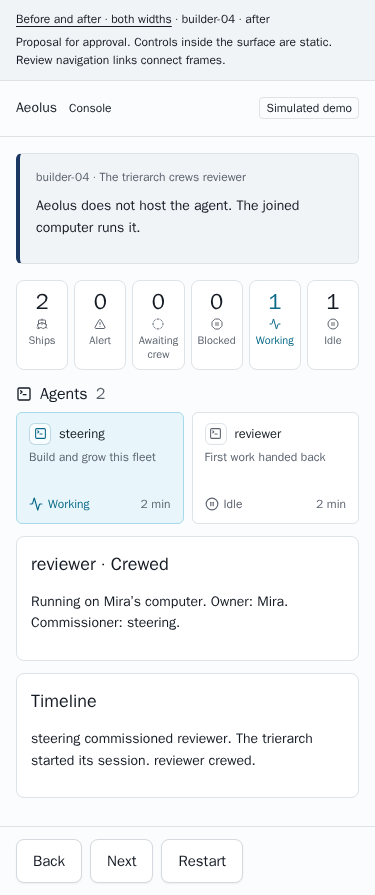 Before and after · both widths · builder-04 · after
Proposal for approval. Controls inside the surface are static.
Review navigation links connect frames.
Aeolus Console Simulated demo
builder-04 · The trierarch crews reviewer
Aeolus does not host the agent. The joined
computer runs it.
2 0 0 0 1 1
Ships Alert Awaiting crew Blocked Working Idle
Agents 2
steering
Build and grow this fleet
Working 2 min
reviewer
First work handed back
Idle 2 min
reviewer · Crewed
Running on Mira's computer. Owner: Mira.
Commissioner: steering.
Timeline
steering commissioned reviewer. The trierarch
started its session. reviewer crewed.
Back Next Restart